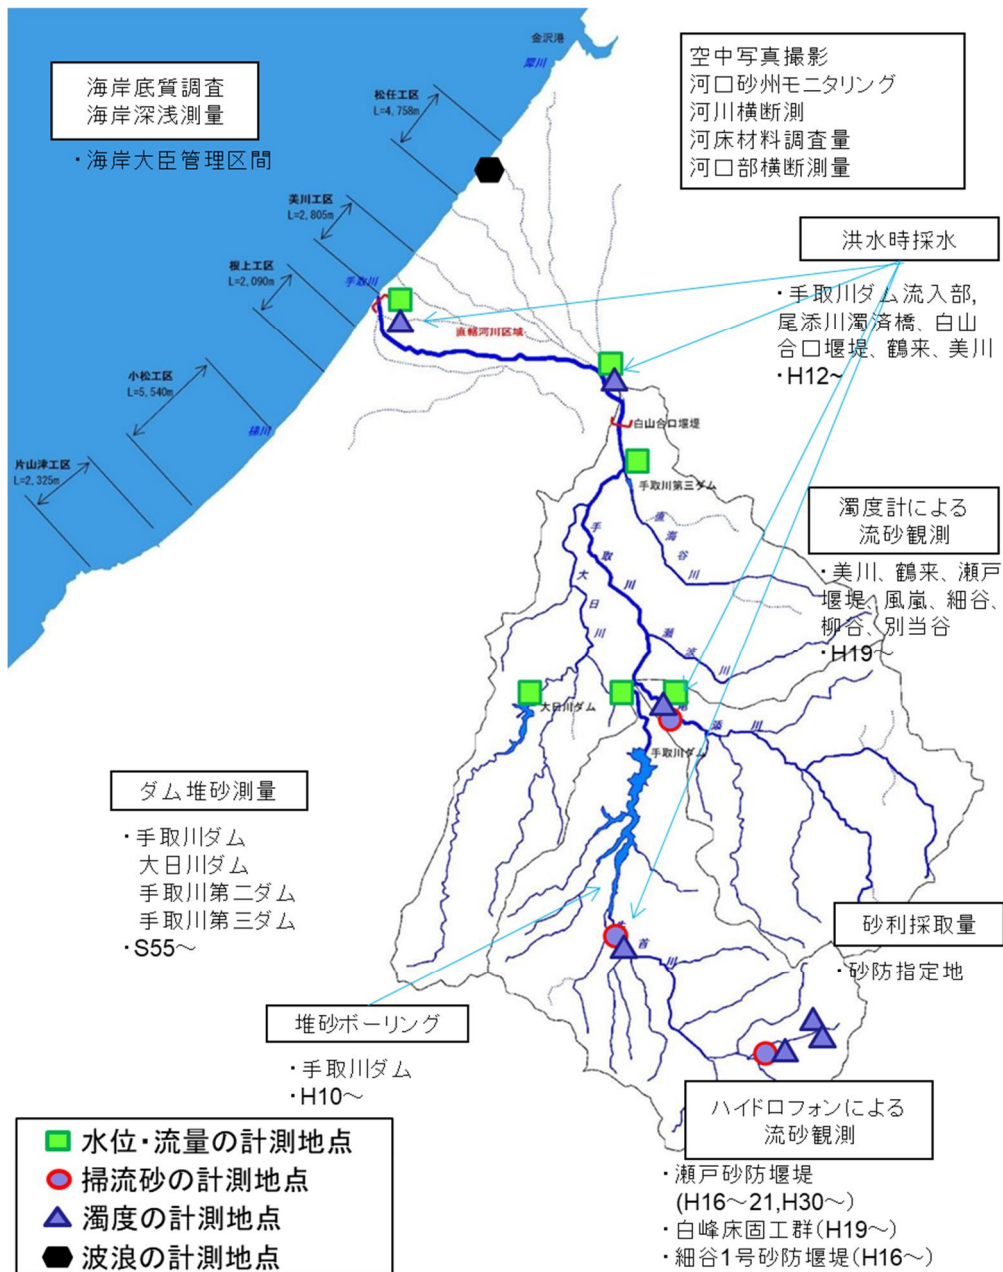 金沢港
犀川
海岸底質調査
海岸深浅測量
・海岸大臣管理区間
空中写真撮影
河口砂州モニタリング
河川横断測
河床材料調査量
河口部横断測量
松任工区
L=4,758m
美川工区
L=2,805m
根上工区
L=2,090m
小松工区
L=5,540m
片山津工区
L=2,325m
手取川
梯川
直轄河川区域
洪水時採水
・手取川ダム流入部,
尾添川濁済橋、白山
合口堰堤、鶴来、美川
・H12~
白山合口堰堤
手取川第三ダム
直海谷川
手取川
大日川
瀬波川
濁度計による
流砂観測
・美川、鶴来、瀬戸
堰堤、風嵐、細谷、
柳谷、別当谷
・H19~
大日川ダム
尾添川
手取川ダム
ダム堆砂測量
・手取川ダム
大日川ダム
手取川第二ダム
手取川第三ダム
・S55~
砂利採取量
・砂防指定地
牛首川
堆砂ボーリング
・手取川ダム
・H10~
ハイドロフォンによる
流砂観測
・瀬戸砂防堰堤
(H16~21,H30~)
・白峰床固工群(H19~)
・細谷1号砂防堰堤(H16~)
水位・流量の計測地点
掃流砂の計測地点
濁度の計測地点
波浪の計測地点